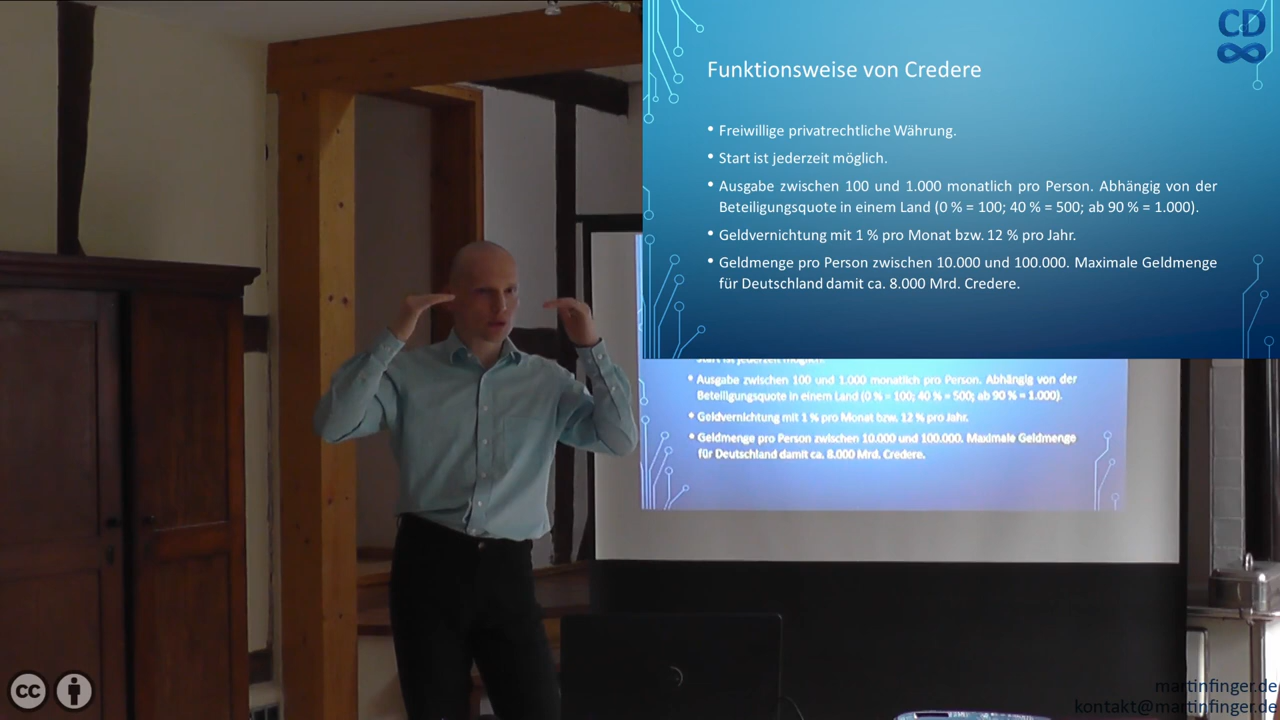 CD
Funktionsweise von Credere
• Freiwillige privatrechtliche Währung.
• Start ist jederzeit möglich.
• Ausgabe zwischen 100 und 1.000 monatlich pro Person. Abhängig von der
Beteiligungsquote in einem Land (0 % = 100; 40 % = 500; ab 90 % = 1.000).
• Geldvernichtung mit 1 % pro Monat bzw. 12 % pro Jahr.
• Geldmenge pro Person zwischen 10.000 und 100.000. Maximale Geldmenge
für Deutschland damit ca. 8.000 Mrd. Credere.
Start ist jederzeit möglich.
• Ausgabe zwischen 100 und 1.000 monatlich pro Person. Abhängig von der
Beteiligungsquote in einem Land (0 % = 100; 40 % = 500; ab 90 % = 1.000).
• Geldvernichtung mit 1 % pro Monat bzw. 12 % pro Jahr.
• Geldmenge pro Person zwischen 10.000 und 100.000. Maximale Geldmenge
für Deutschland damit ca. 8.000 Mrd. Credere.
cc
martinfinger.de
kontakt@martinfinger.de